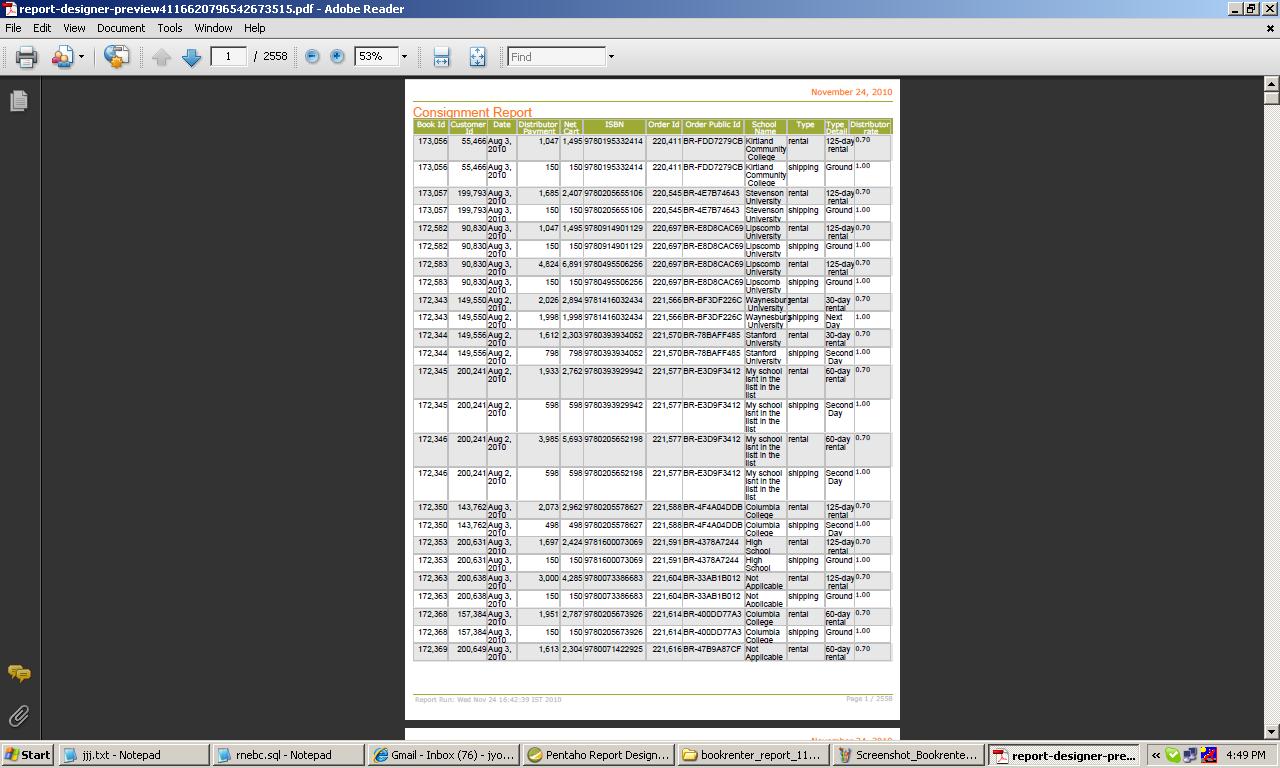 report-designer-preview4116620796542673515.pdf - Adobe Reader
File Edit View Document Tools Window Help
1 / 2558 53% Find
November 24, 2010
Consignment Report
Book Id Customer Id Date Distributor Payment Net Cart ISBN Order Id Order Public Id School Name Type Type Detail Distributor rate
173,056 55,466 Aug 3, 2010 1,047 1,495 9780195332414 220,411 BR-FDD7279CB Kirtland Community College rental 125-day rental 0.70
173,056 55,466 Aug 3, 2010 150 150 9780195332414 220,411 BR-FDD7279CB Kirtland Community College shipping Ground 1.00
173,057 199,793 Aug 3, 2010 1,685 2,407 9780205655106 220,545 BR-4E7B74643 Stevenson University rental 125-day rental 0.70
173,057 199,793 Aug 3, 2010 150 150 9780205655106 220,545 BR-4E7B74643 Stevenson University shipping Ground 1.00
172,582 90,830 Aug 3, 2010 1,047 1,495 9780914901129 220,697 BR-E8D8CAC69 Lipscomb University rental 125-day rental 0.70
172,582 90,830 Aug 3, 2010 150 150 9780914901129 220,697 BR-E8D8CAC69 Lipscomb University shipping Ground 1.00
172,583 90,830 Aug 3, 2010 4,824 6,891 9780495506256 220,697 BR-E8D8CAC69 Lipscomb University rental 125-day rental 0.70
172,583 90,830 Aug 3, 2010 150 150 9780495506256 220,697 BR-E8D8CAC69 Lipscomb University shipping Ground 1.00
172,343 149,550 Aug 2, 2010 2,026 2,894 9781416032434 221,566 BR-BF3DF226C Waynesburg University rental 30-day rental 0.70
172,343 149,550 Aug 2, 2010 1,998 1,998 9781416032434 221,566 BR-BF3DF226C Waynesburg University shipping Next Day 1.00
172,344 149,556 Aug 2, 2010 1,612 2,303 9780393934052 221,570 BR-78BAFF485 Stanford University rental 30-day rental 0.70
172,344 149,556 Aug 2, 2010 798 798 9780393934052 221,570 BR-78BAFF485 Stanford University shipping Second Day 1.00
172,345 200,241 Aug 2, 2010 1,933 2,762 9780393929942 221,577 BR-E3D9F3412 My school isnt in the listt in the list rental 60-day rental 0.70
172,345 200,241 Aug 2, 2010 598 598 9780393929942 221,577 BR-E3D9F3412 My school isnt in the listt in the list shipping Second Day 1.00
172,346 200,241 Aug 2, 2010 3,985 5,693 9780205652198 221,577 BR-E3D9F3412 My school isnt in the listt in the list rental 60-day rental 0.70
172,346 200,241 Aug 2, 2010 598 598 9780205652198 221,577 BR-E3D9F3412 My school isnt in the listt in the list shipping Second Day 1.00
172,350 143,762 Aug 3, 2010 2,073 2,962 9780205578627 221,588 BR-4F4A04DDB Columbia College rental 125-day rental 0.70
172,350 143,762 Aug 3, 2010 498 498 9780205578627 221,588 BR-4F4A04DDB Columbia College shipping Second Day 1.00
172,353 200,631 Aug 3, 2010 1,697 2,424 9781600073069 221,591 BR-4378A7244 High School rental 125-day rental 0.70
172,353 200,631 Aug 3, 2010 150 150 9781600073069 221,591 BR-4378A7244 High School shipping Ground 1.00
172,363 200,638 Aug 3, 2010 3,000 4,285 9780073386683 221,604 BR-33AB1B012 Not Applicable rental 125-day rental 0.70
172,363 200,638 Aug 3, 2010 150 150 9780073386683 221,604 BR-33AB1B012 Not Applicable shipping Ground 1.00
172,368 157,384 Aug 3, 2010 1,951 2,787 9780205673926 221,614 BR-400DD77A3 Columbia College rental 60-day rental 0.70
172,368 157,384 Aug 3, 2010 150 150 9780205673926 221,614 BR-400DD77A3 Columbia College shipping Ground 1.00
172,369 200,649 Aug 3, 2010 1,613 2,304 9780071422925 221,616 BR-47B9A87CF Not Applicable rental 60-day rental 0.70
Report Run: Wed Nov 24 16:42:39 IST 2010 Page 1 / 2558
November 24, 2010
Start jjj.txt - Notepad rnebc.sql - Notepad Gmail - Inbox (76) - jyo... Pentaho Report Design... bookrenter_report_11... Screenshot_Bookrente... report-designer-pre... « 4:49 PM